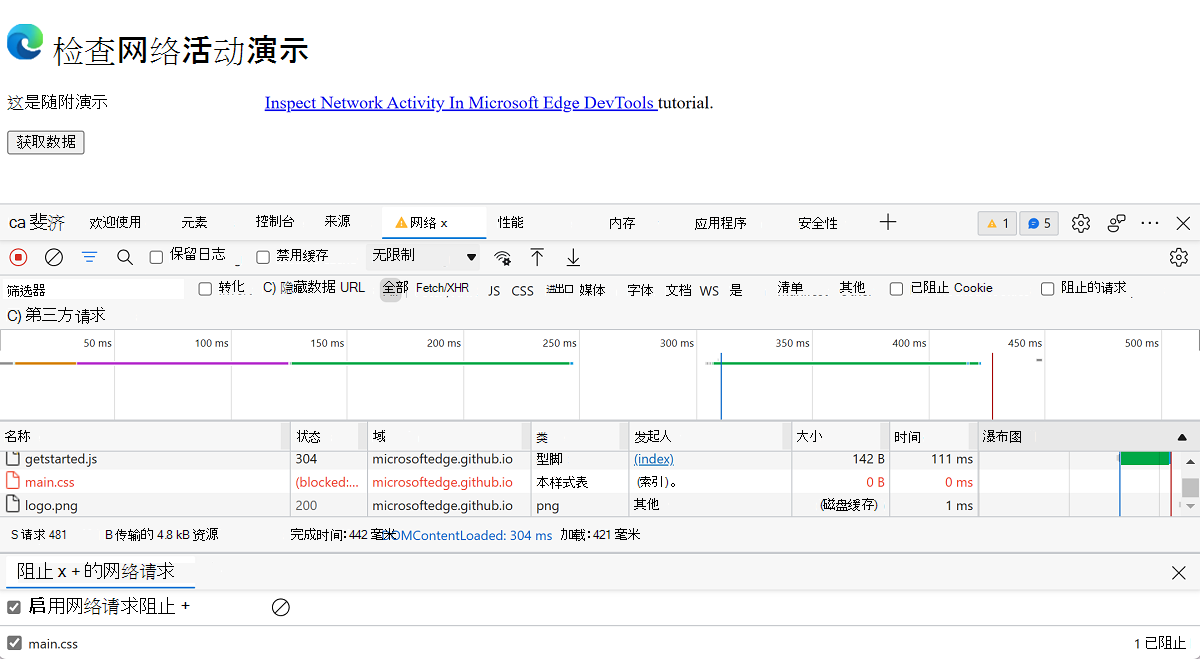 检查网络活动演示
这是随附演示 Inspect Network Activity In Microsoft Edge DevTools tutorial.
获取数据
ca 斐济 欢迎使用 元素 控制台 来源 网络 x 性能 内存 应用程序 安全性 1 5
保留日志 禁用缓存 无限制
筛选器 转化 C) 隐藏数据 URL 全部 Fetch/XHR JS CSS 媒体 字体 文档 WS 是 清单 其他 已阻止 Cookie 阻止的请求
C) 第三方请求
50 ms 100 ms 150 ms 200 ms 250 ms 300 ms 350 ms 400 ms 450 ms 500 ms
名称 状态 域 类 发起人 大小 时间 瀑布图
getstarted.js 304 microsoftedge.github.io 型脚 (index) 142 B 111 ms
main.css (blocked:... microsoftedge.github.io 本样式表 (索引)。 0 B 0 ms
logo.png 200 microsoftedge.github.io png 其他 (磁盘缓存) 1 ms
S 请求 481 B 传输的 4.8 kB 资源 完成时间: 442 毫米 OMContentLoaded: 304 ms 加载: 421 毫米
阻止 x + 的网络请求
启用网络请求阻止 +
main.css 1 已阻止